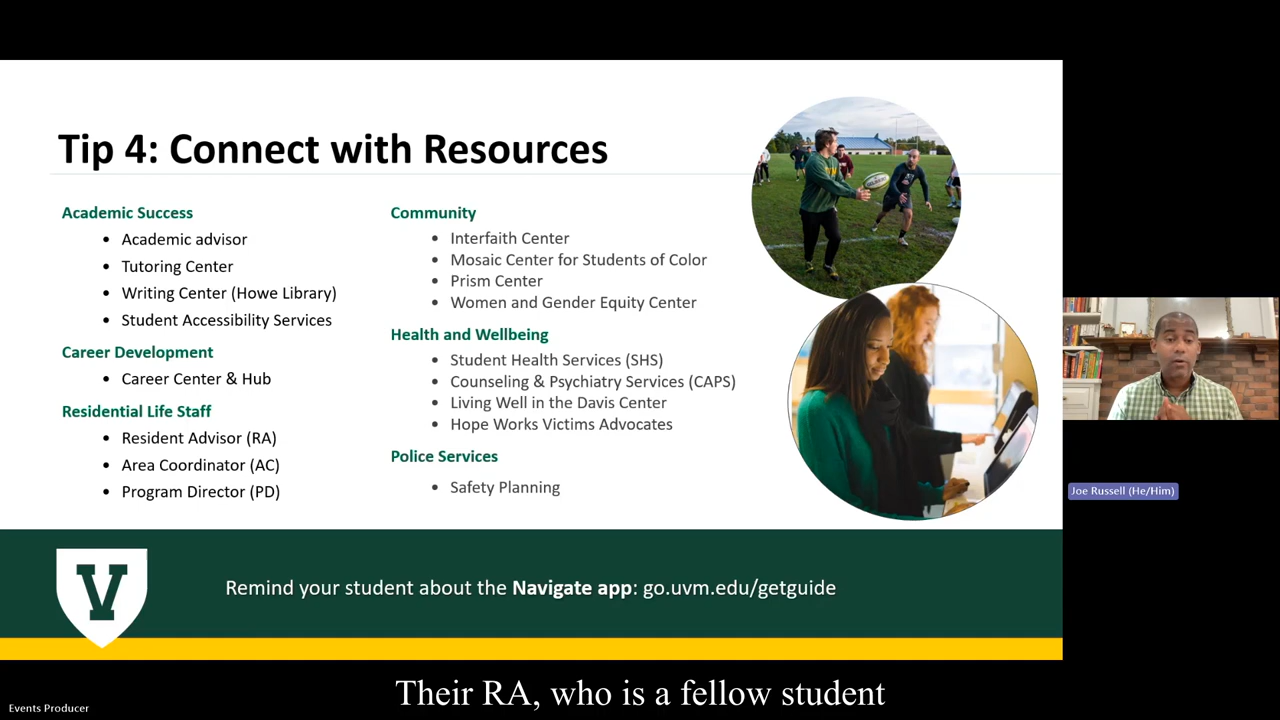 Tip 4: Connect with Resources
Academic Success
• Academic advisor
• Tutoring Center
• Writing Center (Howe Library)
• Student Accessibility Services
Career Development
• Career Center & Hub
Residential Life Staff
• Resident Advisor (RA)
• Area Coordinator (AC)
• Program Director (PD)
Community
• Interfaith Center
• Mosaic Center for Students of Color
• Prism Center
• Women and Gender Equity Center
Health and Wellbeing
• Student Health Services (SHS)
• Counseling & Psychiatry Services (CAPS)
• Living Well in the Davis Center
• Hope Works Victims Advocates
Police Services
• Safety Planning
V
Remind your student about the Navigate app: go.uvm.edu/getguide
Joe Russell (He/Him)
Their RA, who is a fellow student
Events Producer